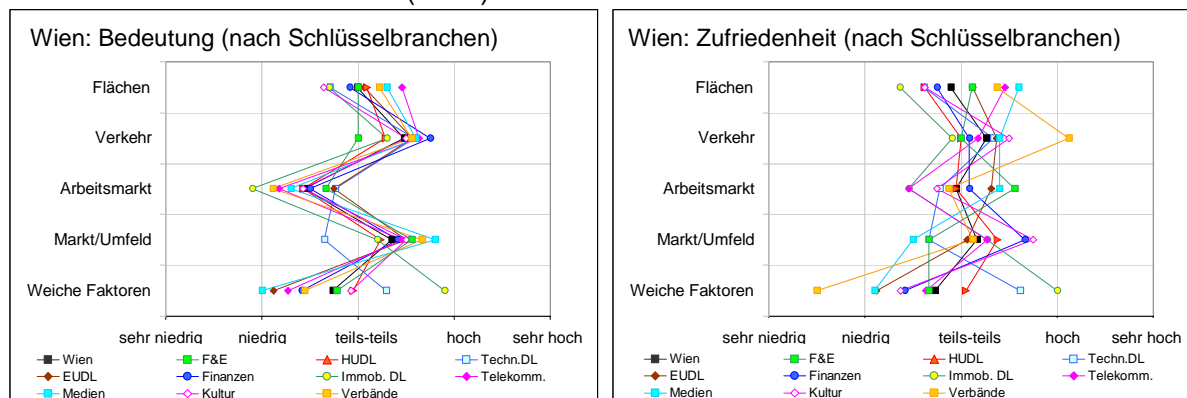 Wien: Bedeutung (nach Schlüsselbranchen)
Flächen
Verkehr
Arbeitsmarkt
Markt/Umfeld
Weiche Faktoren
sehr niedrig niedrig teils-teils hoch sehr hoch
Wien F&E HUDL Techn.DL
EUDL Finanzen Immob. DL Telekomm.
Medien Kultur Verbände
Wien: Zufriedenheit (nach Schlüsselbranchen)
Flächen
Verkehr
Arbeitsmarkt
Markt/Umfeld
Weiche Faktoren
sehr niedrig niedrig teils-teils hoch sehr hoch
Wien F&E HUDL Techn.DL
EUDL Finanzen Immob. DL Telekomm.
Medien Kultur Verbände